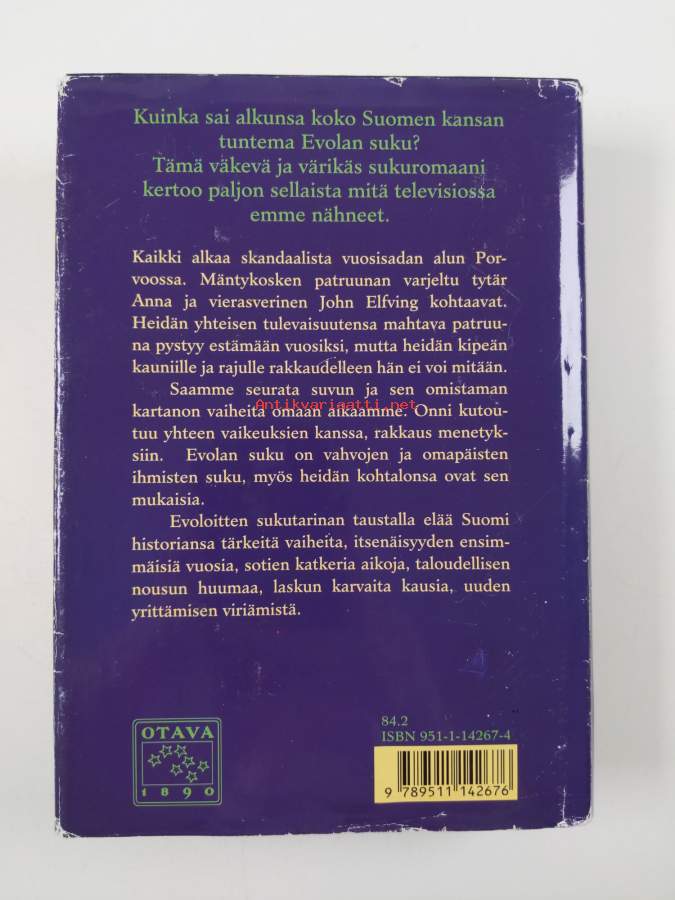 Kuinka sai alkunsa koko Suomen kansan
tuntema Evolan suku?
Tämä väkevä ja värikäs sukuromaani
kertoo paljon sellaista mitä televisiossa
emme nähneet.
Kaikki alkaa skandaalista vuosisadan alun Por-
voossa. Mäntykosken patruunan varjeltu tytär
Anna ja vierasverinen John Elfving kohtaavat.
Heidän yhteisen tulevaisuutensa mahtava patruu-
na pystyy estämään vuosiksi, mutta heidän kipeän
kauniille ja rajulle rakkaudelleen hän ei voi mitään.
Saamme seurata suvun ja sen omistaman
Antikvariaatti.net
kartanon vaiheita omaan aikaamme. Onni kutou-
tuu yhteen vaikeuksien kanssa, rakkaus menetyk-
siin. Evolan suku on vahvojen ja omapäisten
ihmisten suku, myös heidän kohtalonsa ovat sen
mukaisia.
Evoloitten sukutarinan taustalla elää Suomi
historiansa tärkeitä vaiheita, itsenäisyyden ensim-
mäisiä vuosia, sotien katkeria aikoja, taloudellisen
nousun huumaa, laskun karvaita kausia, uuden
yrittämisen viriämistä.
OTAVA
1890
84.2
ISBN 951-1-14267-4
9 789511 142676